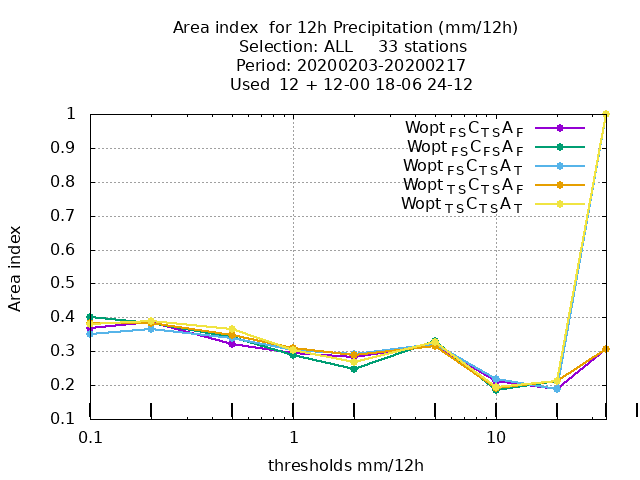 Area index  for 12h Precipitation (mm/12h)
Selection: ALL     33 stations
Period: 20200203-20200217
Used  12 + 12-00 18-06 24-12
Wopt FS C TS A F
Wopt FS C FS A F
Wopt FS C TS A T
Wopt TS C TS A F
Wopt TS C TS A T
1
0.9
0.8
0.7
0.6
0.5
0.4
0.3
0.2
0.1
Area index
0.1 1 10
thresholds mm/12h